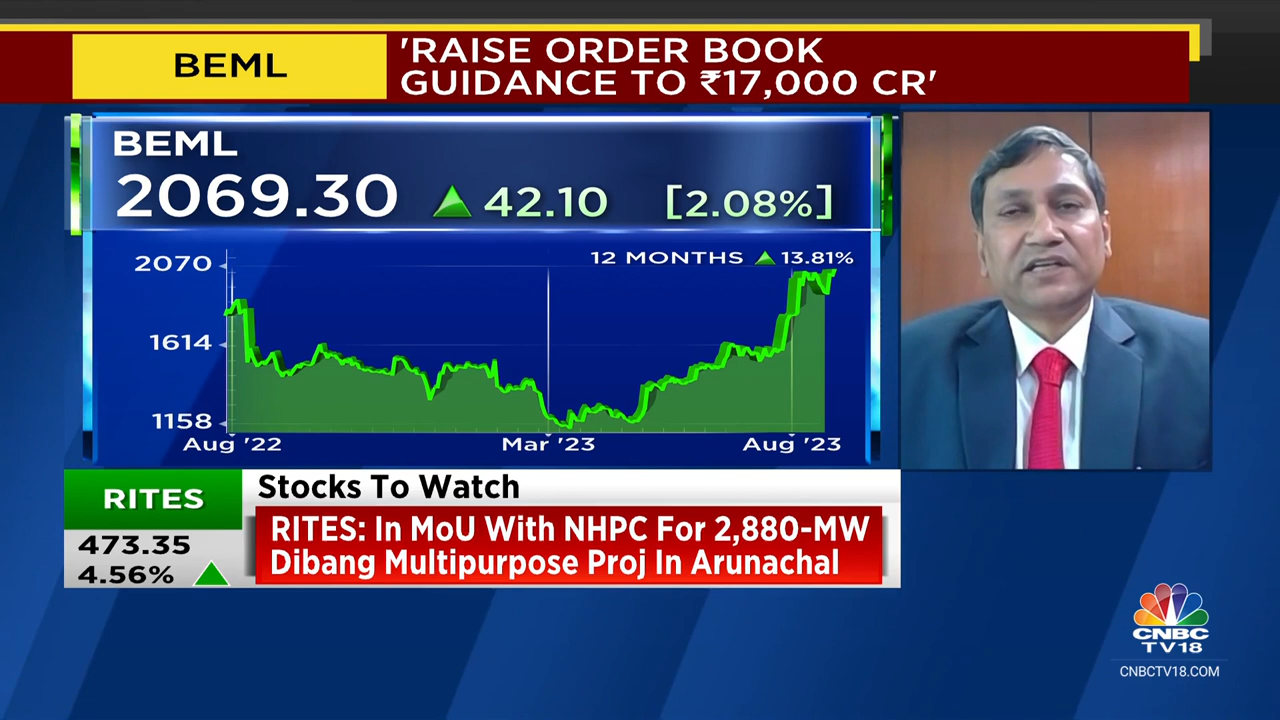 BEML
'RAISE ORDER BOOK
GUIDANCE TO ₹17,000 CR'
BEML
2069.30 ▲ 42.10 [2.08%]
12 MONTHS ▲ 13.81%
2070
1614
1158
Aug '22 Mar '23 Aug '23
RITES
473.35
4.56% ▲
Stocks To Watch
RITES: In MoU With NHPC For 2,880-MW
Dibang Multipurpose Proj In Arunachal
CNBC
TV18
CNBCTV18.COM